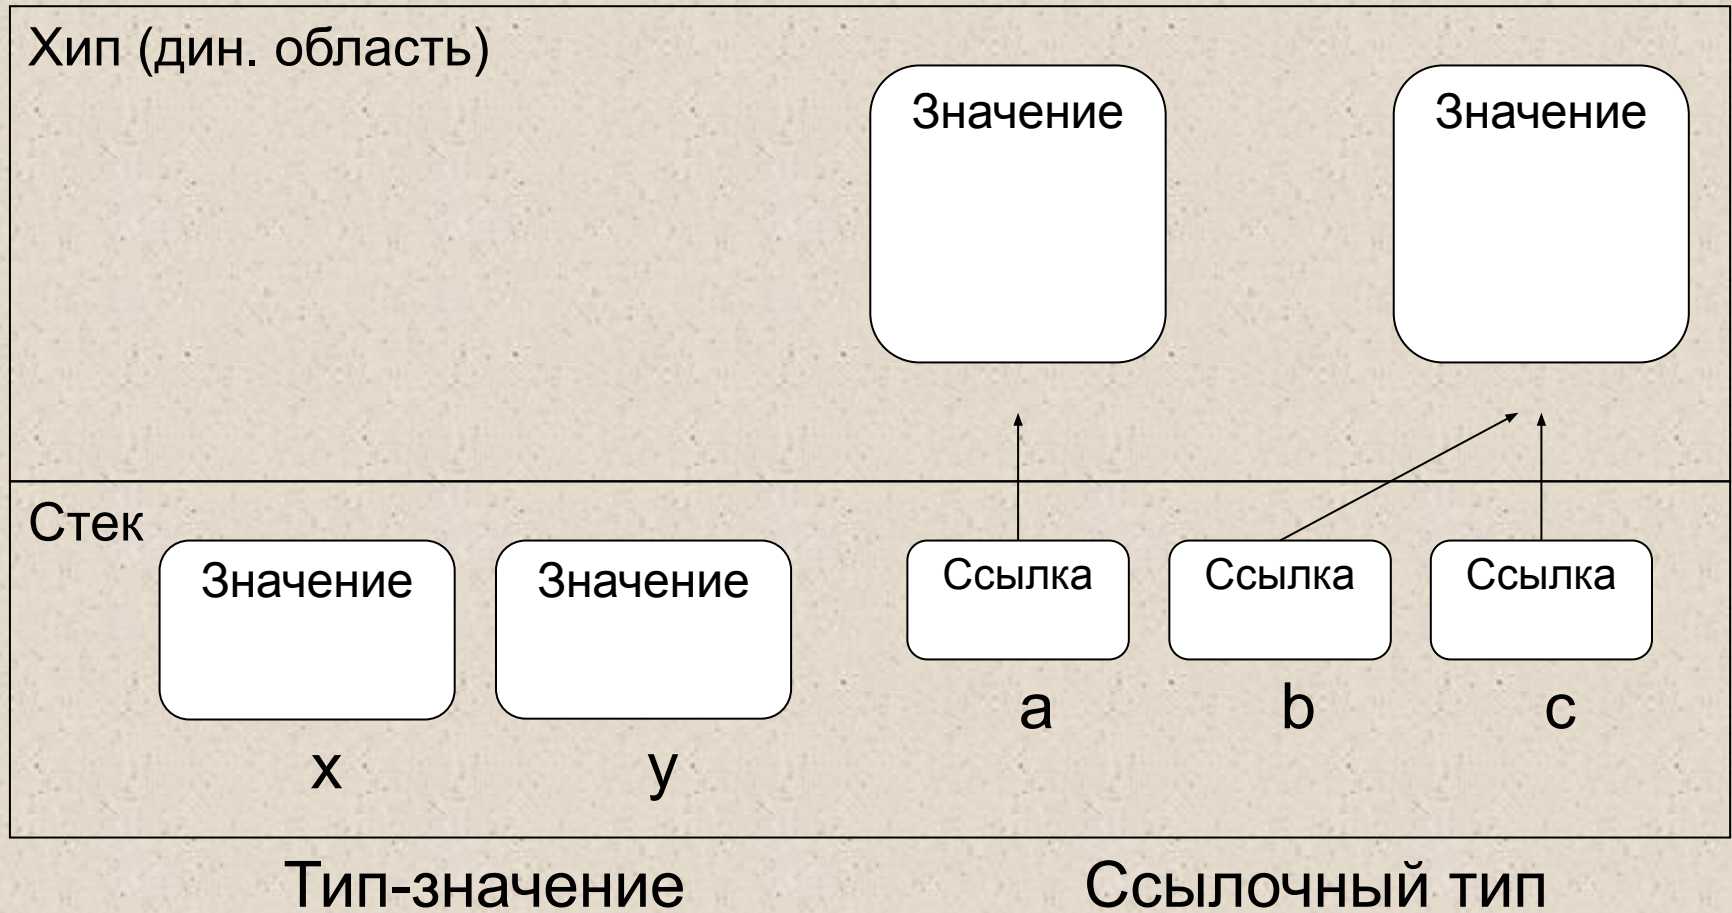 Хип (дин. область)
Значение
Значение
Стек
Значение
Значение
Ссылка
Ссылка
Ссылка
a
b
c
x
y
Тип-значение
Ссылочный тип